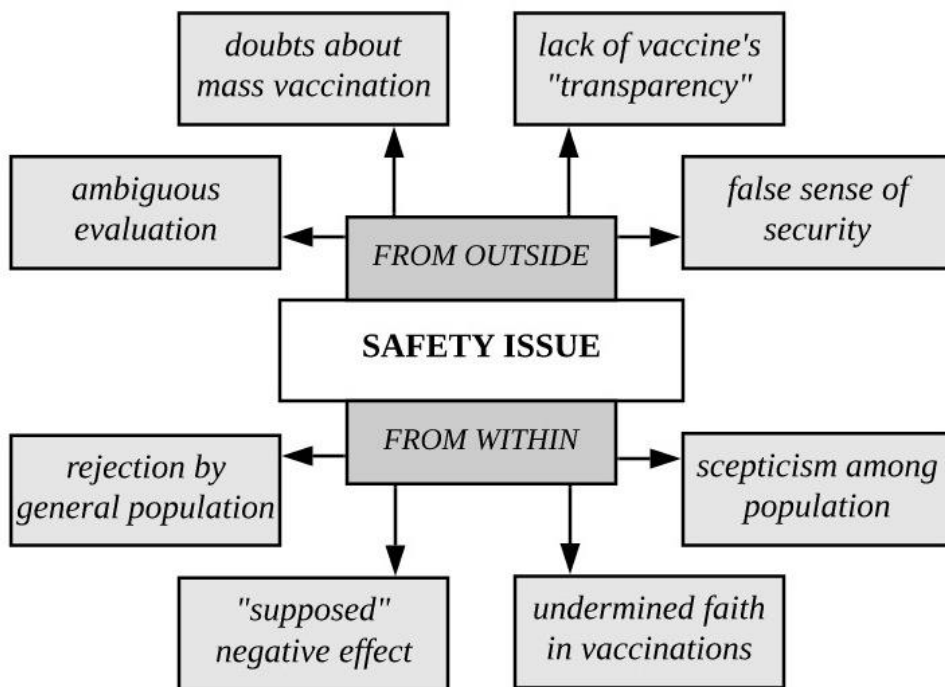 doubts about
mass vaccination
lack of vaccine's
"transparency"
ambiguous
evaluation
false sense of
security
FROM OUTSIDE
SAFETY ISSUE
FROM WITHIN
rejection by
general population
scepticism among
population
"supposed"
negative effect
undermined faith
in vaccinations